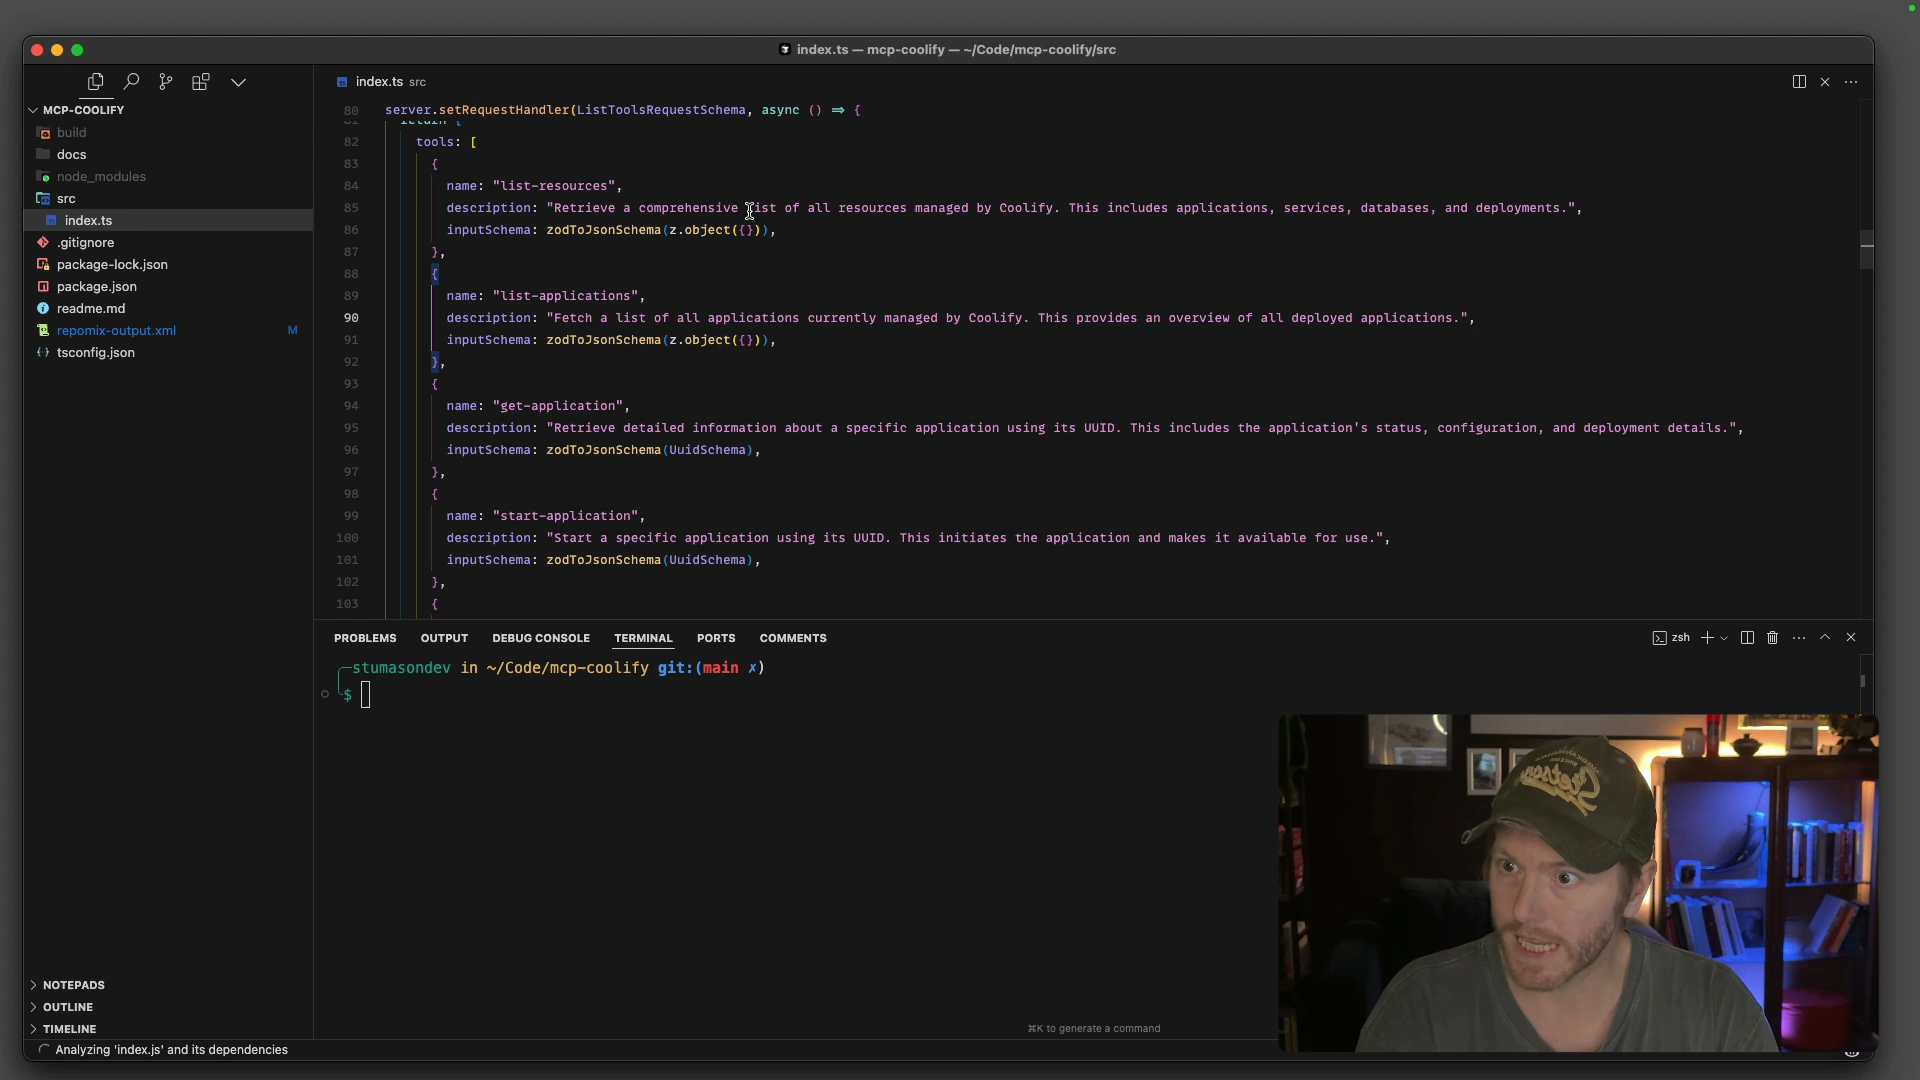 index.ts — mcp-coolify — ~/Code/mcp-coolify/src
index.ts src
MCP-COOLIFY
build
docs
node_modules
src
index.ts
.gitignore
package-lock.json
package.json
readme.md
repomix-output.xml M
tsconfig.json
80 server.setRequestHandler(ListToolsRequestSchema, async () => {
81 return {
82 tools: [
83 {
84 name: "list-resources",
85 description: "Retrieve a comprehensive list of all resources managed by Coolify. This includes applications, services, databases, and deployments.",
86 inputSchema: zodToJsonSchema(z.object({})),
87 },
88 {
89 name: "list-applications",
90 description: "Fetch a list of all applications currently managed by Coolify. This provides an overview of all deployed applications.",
91 inputSchema: zodToJsonSchema(z.object({})),
92 },
93 {
94 name: "get-application",
95 description: "Retrieve detailed information about a specific application using its UUID. This includes the application's status, configuration, and deployment details.",
96 inputSchema: zodToJsonSchema(UuidSchema),
97 },
98 {
99 name: "start-application",
100 description: "Start a specific application using its UUID. This initiates the application and makes it available for use.",
101 inputSchema: zodToJsonSchema(UuidSchema),
102 },
103 {
PROBLEMS OUTPUT DEBUG CONSOLE TERMINAL PORTS COMMENTS
zsh
stumasondev in ~/Code/mcp-coolify git:(main ✗)
$
Stetson
NOTEPADS
OUTLINE
TIMELINE
⌘K to generate a command
Analyzing 'index.js' and its dependencies